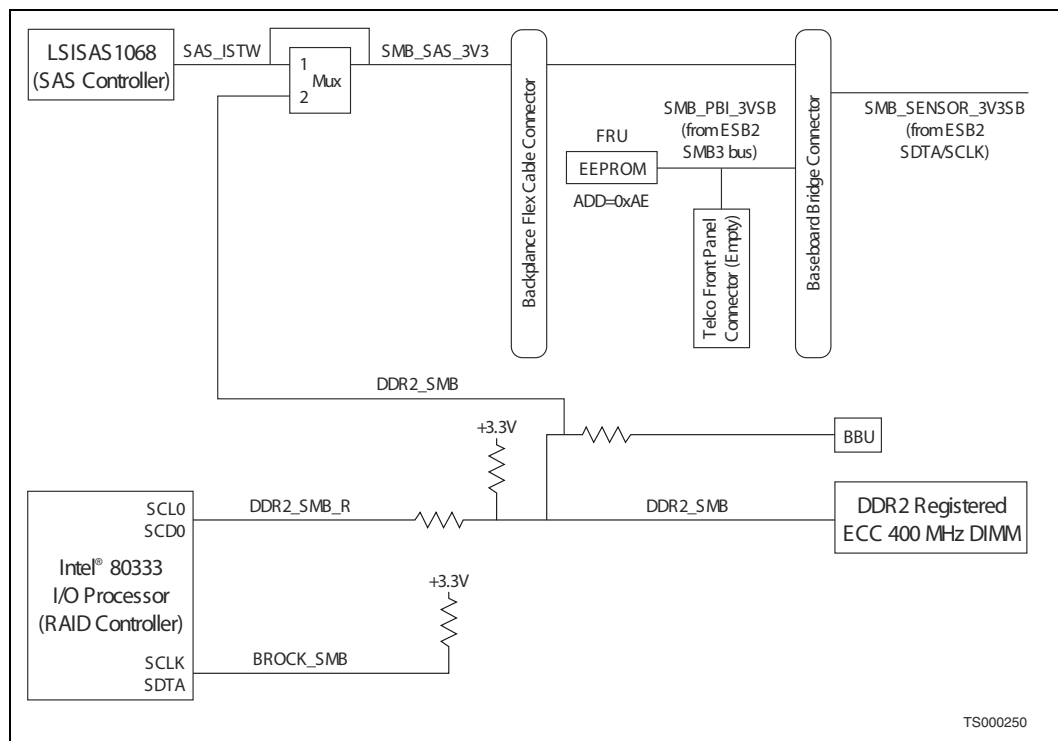 LSISAS1068
(SAS Controller)
SAS_ISTW
1
2
Mux
SMB_SAS_3V3
Backplance Flex Cable Connector
FRU
EEPROM
ADD=0xAE
SMB_PBI_3VSB
(from ESB2
SMB3 bus)
Telco Front Panel
Connector (Empty)
Baseboard Bridge Connector
SMB_SENSOR_3V3SB
(from ESB2
SDTA/SCLK)
DDR2_SMB
+3.3V
BBU
SCL0
SCD0
DDR2_SMB_R
DDR2_SMB
DDR2 Registered
ECC 400 MHz DIMM
Intel® 80333
I/O Processor
(RAID Controller)
+3.3V
SCLK
SDTA
BROCK_SMB
TS000250